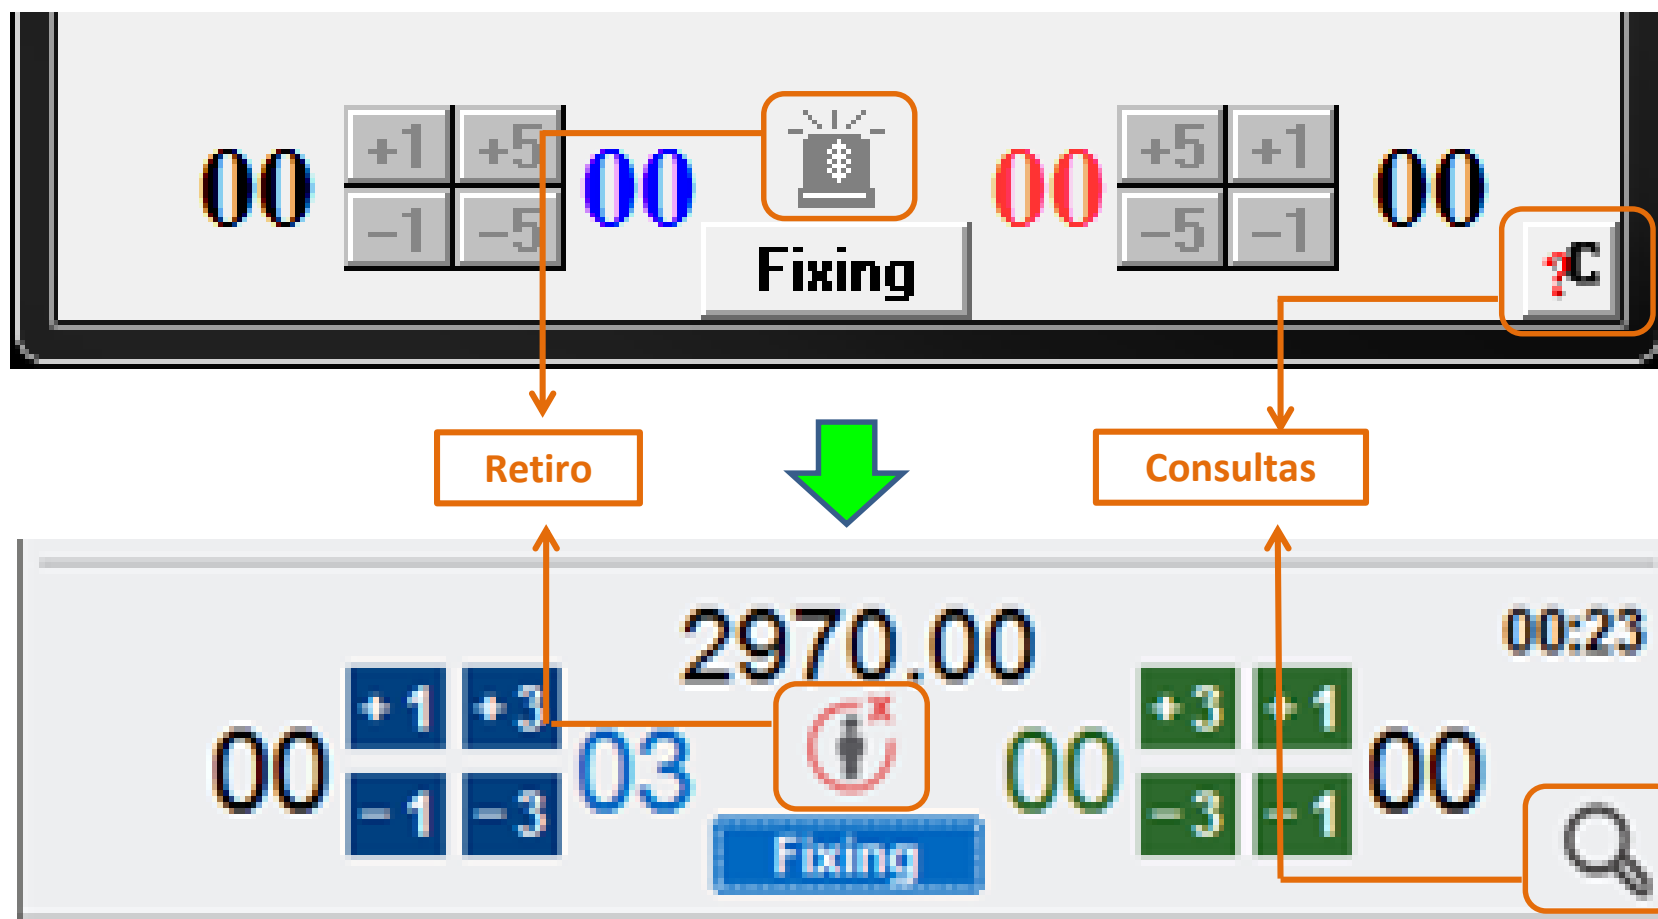 +1 +5 +5 +1
00 00 00 00
-1 -5 -5 -1
Fixing ?C
Retiro Consultas
2970.00 00:23
+1 +3 x +3 +1
00 03 00 00
-1 -3 -3 -1
Fixing